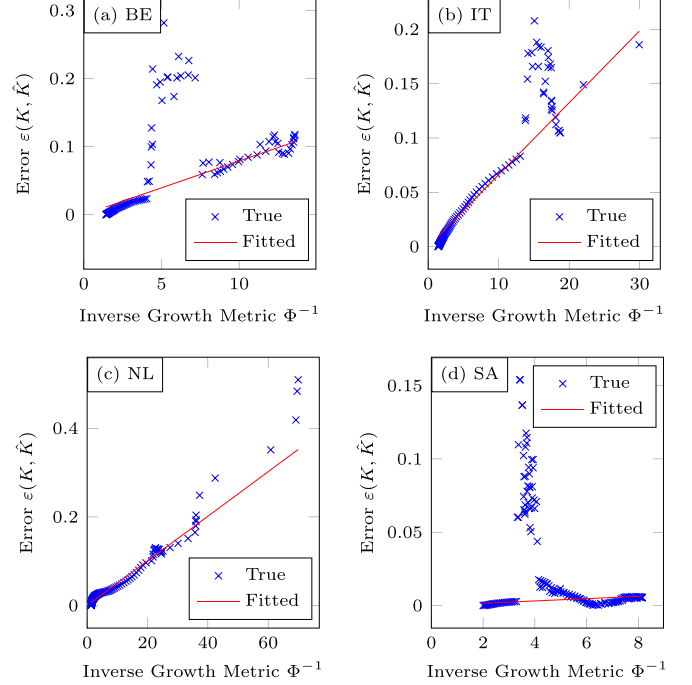 (a) BE
0.3
0.2
0.1
0
Error ε(K, K̂)
True
Fitted
0 5 10
Inverse Growth Metric Φ⁻¹
(b) IT
0.2
0.15
0.1
0.05
0
Error ε(K, K̂)
True
Fitted
0 10 20 30
Inverse Growth Metric Φ⁻¹
(c) NL
0.4
0.2
0
Error ε(K, K̂)
True
Fitted
0 20 40 60
Inverse Growth Metric Φ⁻¹
(d) SA
0.15
0.1
0.05
0
Error ε(K, K̂)
True
Fitted
0 2 4 6 8
Inverse Growth Metric Φ⁻¹